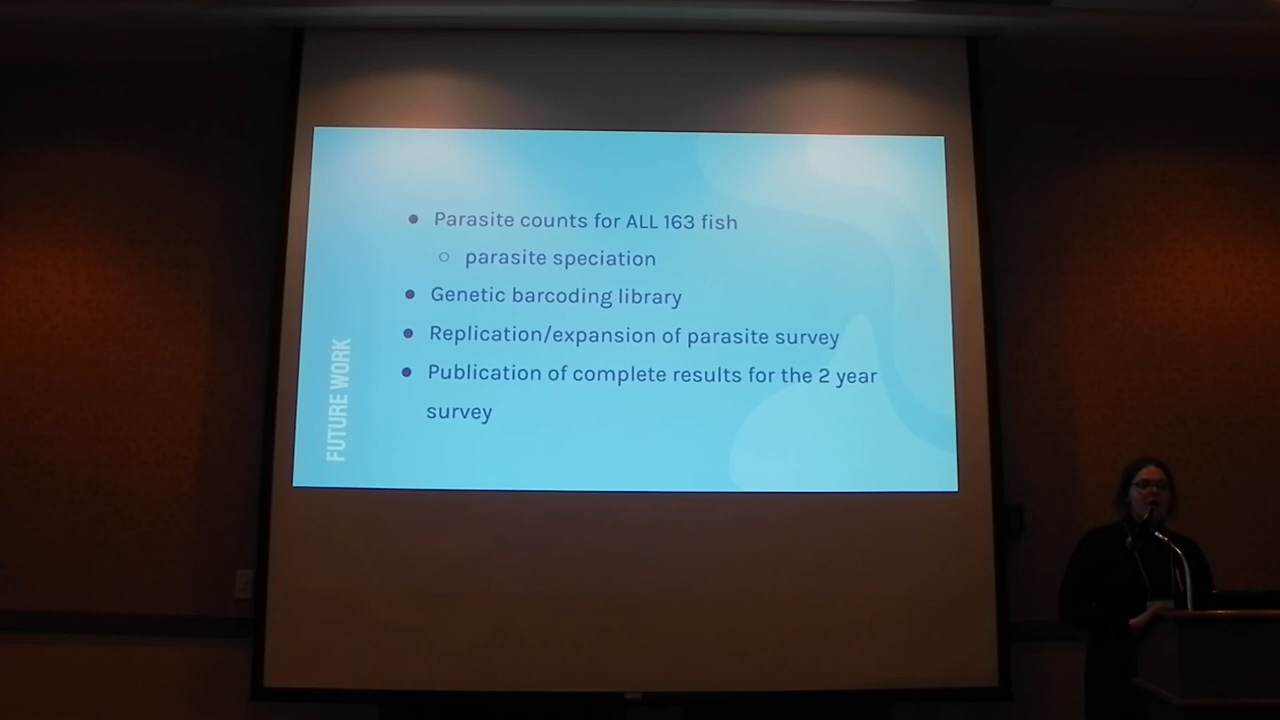 Parasite counts for ALL 163 fish
parasite speciation
Genetic barcoding library
Replication/expansion of parasite survey
Publication of complete results for the 2 year
survey
FUTURE WORK